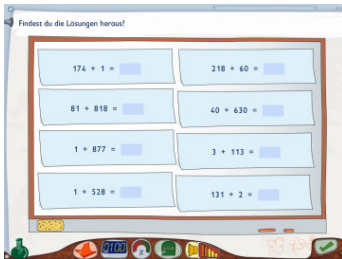 Findest du die Lösungen heraus?
174 + 1 =
218 + 60 =
81 + 818 =
40 + 630 =
1 + 877 =
3 + 113 =
1 + 528 =
131 + 2 =